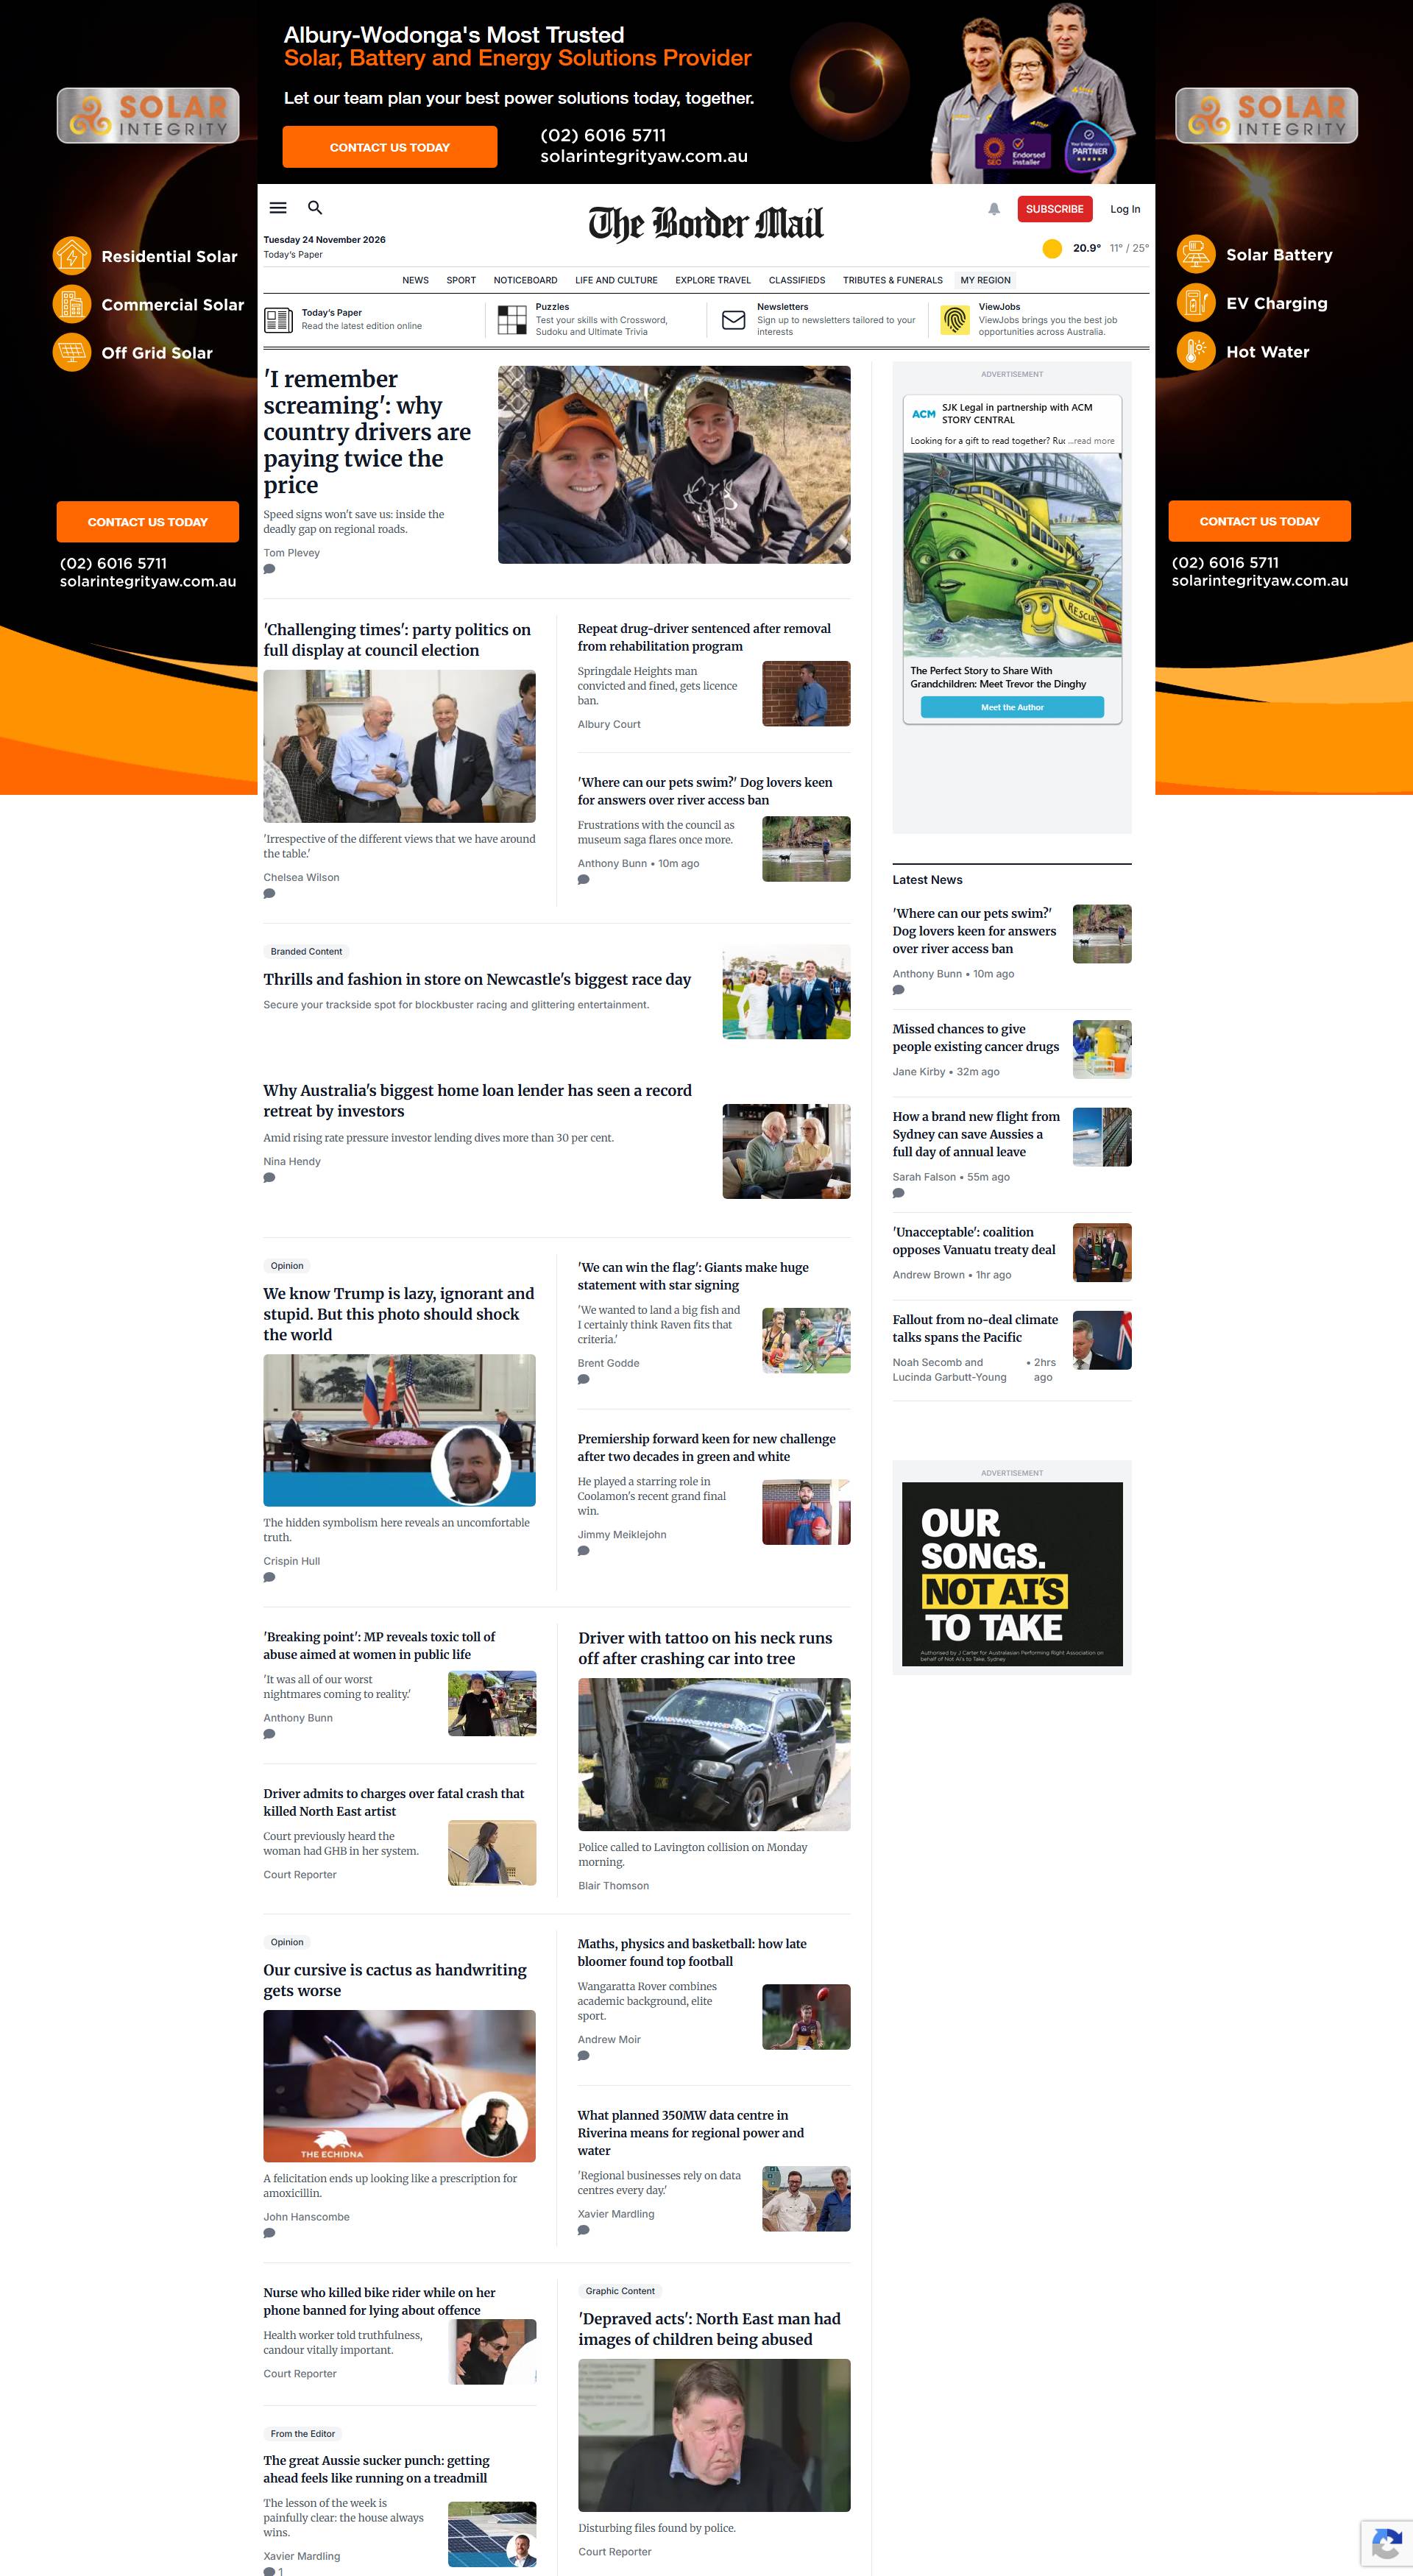 Albury-Wodonga's Most Trusted
Solar, Battery and Energy Solutions Provider
Let our team plan your best power solutions today, together.
CONTACT US TODAY
(02) 6016 5711
solarintegrityaw.com.au
SEC
Endorsed
installer
PARTNER
SOLAR
INTEGRITY
Residential Solar
Commercial Solar
Off Grid Solar
CONTACT US TODAY
(02) 6016 5711
solarintegrityaw.com.au
SOLAR
INTEGRITY
Solar Battery
EV Charging
Hot Water
CONTACT US TODAY
(02) 6016 5711
solarintegrityaw.com.au
The Border Mail
SUBSCRIBE
Log In
Tuesday 24 November 2026
Today's Paper
20.9° 11° / 25°
NEWS SPORT NOTICEBOARD LIFE AND CULTURE EXPLORE TRAVEL CLASSIFIEDS TRIBUTES & FUNERALS MY REGION
Today's Paper
Read the latest edition online
Puzzles
Test your skills with Crossword,
Sudoku and Ultimate Trivia
Newsletters
Sign up to newsletters tailored to your
interests
ViewJobs
ViewJobs brings you the best job
opportunities across Australia.
'I remember
screaming': why
country drivers are
paying twice the
price
Speed signs won't save us: inside the
deadly gap on regional roads.
Tom Plevey
'Challenging times': party politics on
full display at council election
'Irrespective of the different views that we have around
the table.'
Chelsea Wilson
Repeat drug-driver sentenced after removal
from rehabilitation program
Springdale Heights man
convicted and fined, gets licence
ban.
Albury Court
'Where can our pets swim?' Dog lovers keen
for answers over river access ban
Frustrations with the council as
museum saga flares once more.
Anthony Bunn • 10m ago
Branded Content
Thrills and fashion in store on Newcastle's biggest race day
Secure your trackside spot for blockbuster racing and glittering entertainment.
Why Australia's biggest home loan lender has seen a record
retreat by investors
Amid rising rate pressure investor lending dives more than 30 per cent.
Nina Hendy
Opinion
We know Trump is lazy, ignorant and
stupid. But this photo should shock
the world
The hidden symbolism here reveals an uncomfortable
truth.
Crispin Hull
'We can win the flag': Giants make huge
statement with star signing
'We wanted to land a big fish and
I certainly think Raven fits that
criteria.'
Brent Godde
Premiership forward keen for new challenge
after two decades in green and white
He played a starring role in
Coolamon's recent grand final
win.
Jimmy Meiklejohn
'Breaking point': MP reveals toxic toll of
abuse aimed at women in public life
'It was all of our worst
nightmares coming to reality.'
Anthony Bunn
Driver admits to charges over fatal crash that
killed North East artist
Court previously heard the
woman had GHB in her system.
Court Reporter
Driver with tattoo on his neck runs
off after crashing car into tree
Police called to Lavington collision on Monday
morning.
Blair Thomson
Opinion
Our cursive is cactus as handwriting
gets worse
THE ECHIDNA
A felicitation ends up looking like a prescription for
amoxicillin.
John Hanscombe
Maths, physics and basketball: how late
bloomer found top football
Wangaratta Rover combines
academic background, elite
sport.
Andrew Moir
What planned 350MW data centre in
Riverina means for regional power and
water
'Regional businesses rely on data
centres every day.'
Xavier Mardling
Nurse who killed bike rider while on her
phone banned for lying about offence
Health worker told truthfulness,
candour vitally important.
Court Reporter
From the Editor
The great Aussie sucker punch: getting
ahead feels like running on a treadmill
The lesson of the week is
painfully clear: the house always
wins.
Xavier Mardling
1
Graphic Content
'Depraved acts': North East man had
images of children being abused
Disturbing files found by police.
Court Reporter
ADVERTISEMENT
ACM
SJK Legal in partnership with ACM
STORY CENTRAL
Looking for a gift to read together? Ru ...read more
RESCUE
The Perfect Story to Share With
Grandchildren: Meet Trevor the Dinghy
Meet the Author
Latest News
'Where can our pets swim?'
Dog lovers keen for answers
over river access ban
Anthony Bunn • 10m ago
Missed chances to give
people existing cancer drugs
Jane Kirby • 32m ago
How a brand new flight from
Sydney can save Aussies a
full day of annual leave
Sarah Falson • 55m ago
'Unacceptable': coalition
opposes Vanuatu treaty deal
Andrew Brown • 1hr ago
Fallout from no-deal climate
talks spans the Pacific
Noah Secomb and
Lucinda Garbutt-Young
• 2hrs
ago
ADVERTISEMENT
OUR
SONGS.
NOT AI'S
TO TAKE
Authorised by J Carter for Australasian Performing Right Association on
behalf of Not AI's to Take, Sydney